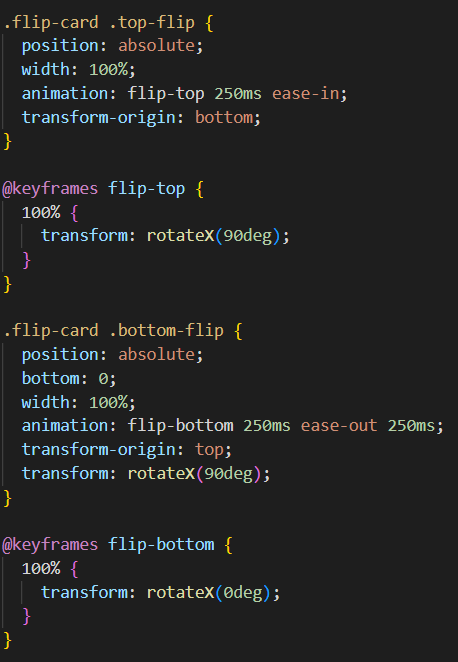 .flip-card .top-flip {
  position: absolute;
  width: 100%;
  animation: flip-top 250ms ease-in;
  transform-origin: bottom;
}

@keyframes flip-top {
  100% {
    transform: rotateX(90deg);
  }
}

.flip-card .bottom-flip {
  position: absolute;
  bottom: 0;
  width: 100%;
  animation: flip-bottom 250ms ease-out 250ms;
  transform-origin: top;
  transform: rotateX(90deg);
}

@keyframes flip-bottom {
  100% {
    transform: rotateX(0deg);
  }
}